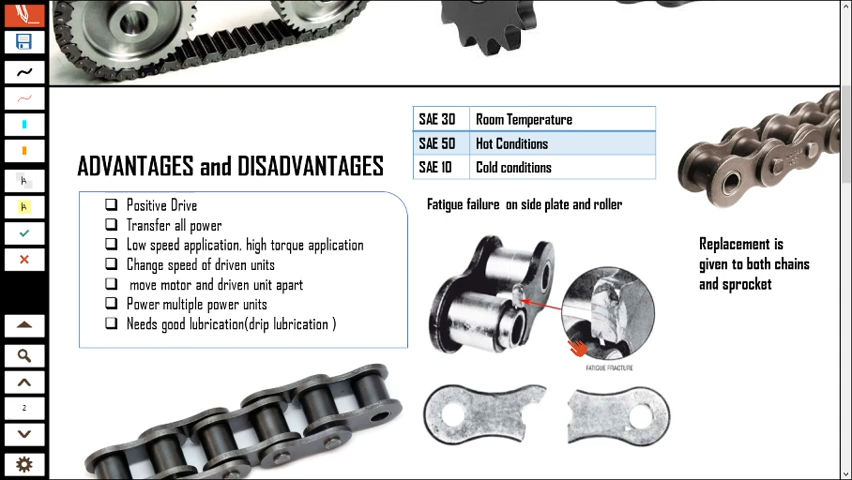 ADVANTAGES and DISADVANTAGES
Positive Drive
Transfer all power
Low speed application, high torque application
Change speed of driven units
move motor and driven unit apart
Power multiple power units
Needs good lubrication(drip lubrication )
SAE 30 Room Temperature
SAE 50 Hot Conditions
SAE 10 Cold conditions
Fatigue failure on side plate and roller
FATIGUE FRACTURE
Replacement is
given to both chains
and sprocket
2